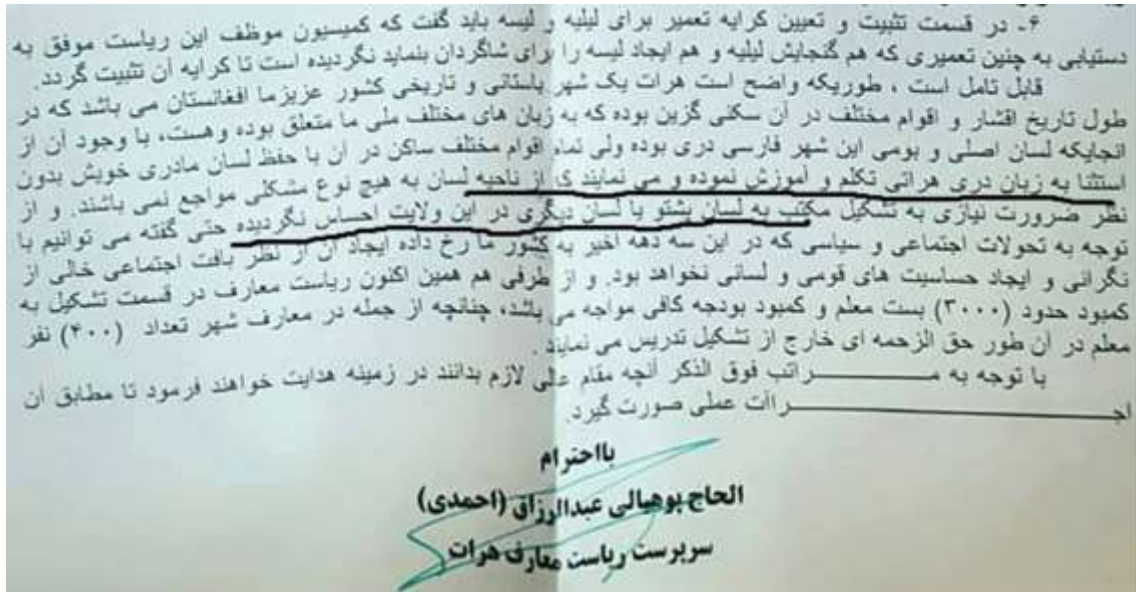 ۶- در قسمت تثبیت و تعیین کرایه تعمیر برای لیلیه و لیسه باید گفت که کمیسیون موظف این ریاست موفق به
دستیابی به چنین تعمیری که هم گنجایش لیلیه و هم ایجاد لیسه را برای شاگردان بنماید نگردیده است تا کرایه آن تثبیت گردد.
قابل تامل است ، طوریکه واضح است هرات یک شهر باستانی و تاریخی کشور عزیزما افغانستان می باشد که در
طول تاریخ اقشار و اقوام مختلف در آن سکنی گزین بوده که به زبان های مختلف ملی ما متعلق بوده وهست، با وجود آن از
انجایکه لسان اصلی و بومی این شهر فارسی دری بوده ولی تمام اقوام مختلف ساکن در آن با حفظ لسان مادری خویش بدون
استثنا به زبان دری هراتی تکلم و آموزش نموده و می نمایند که از ناحیه لسان به هیچ نوع مشکلی مواجع نمی باشند. و از
نظر ضرورت نیازی به تشکیل مکتب به لسان پشتو یا لسان دیگری در این ولایت احساس نگردیده حتی گفته می توانیم با
توجه به تحولات اجتماعی و سیاسی که در این سه دهه اخیر به کشور ما رخ داده ایجاد آن از نظر بافت اجتماعی خالی از
نگرانی و ایجاد حساسیت های قومی و لسانی نخواهد بود. و از طرفی هم همین اکنون ریاست معارف در قسمت تشکیل به
کمبود حدود (۳۰۰۰) بست معلم و کمبود بودجه کافی مواجه می باشد، چنانچه از جمله در معارف شهر تعداد (۴۰۰) نفر
معلم در آن طور حق الزحمه ای خارج از تشکیل تدریس می نمایند .
با توجه به مـــــــراتب فوق الذکر آنچه مقام عالی لازم بدانند در زمینه هدایت خواهند فرمود تا مطابق آن
اجــــــــــــــراآت عملی صورت گیرد.
بااحترام
الحاج پوهیالی عبدالرزاق (احمدی)
سرپرست ریاست معارف هرات